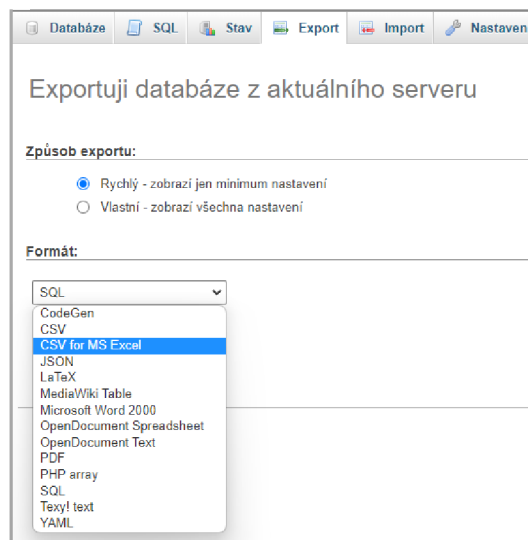 Databáze SQL Stav Export Import Nastaven
Exportuji databáze z aktuálního serveru
Způsob exportu:
Rychlý - zobrazí jen minimum nastavení
Vlastní - zobrazí všechna nastavení
Formát:
SQL
CodeGen
CSV
CSV for MS Excel
JSON
LaTeX
MediaWiki Table
Microsoft Word 2000
OpenDocument Spreadsheet
OpenDocument Text
PDF
PHP array
SQL
Texy! text
YAML